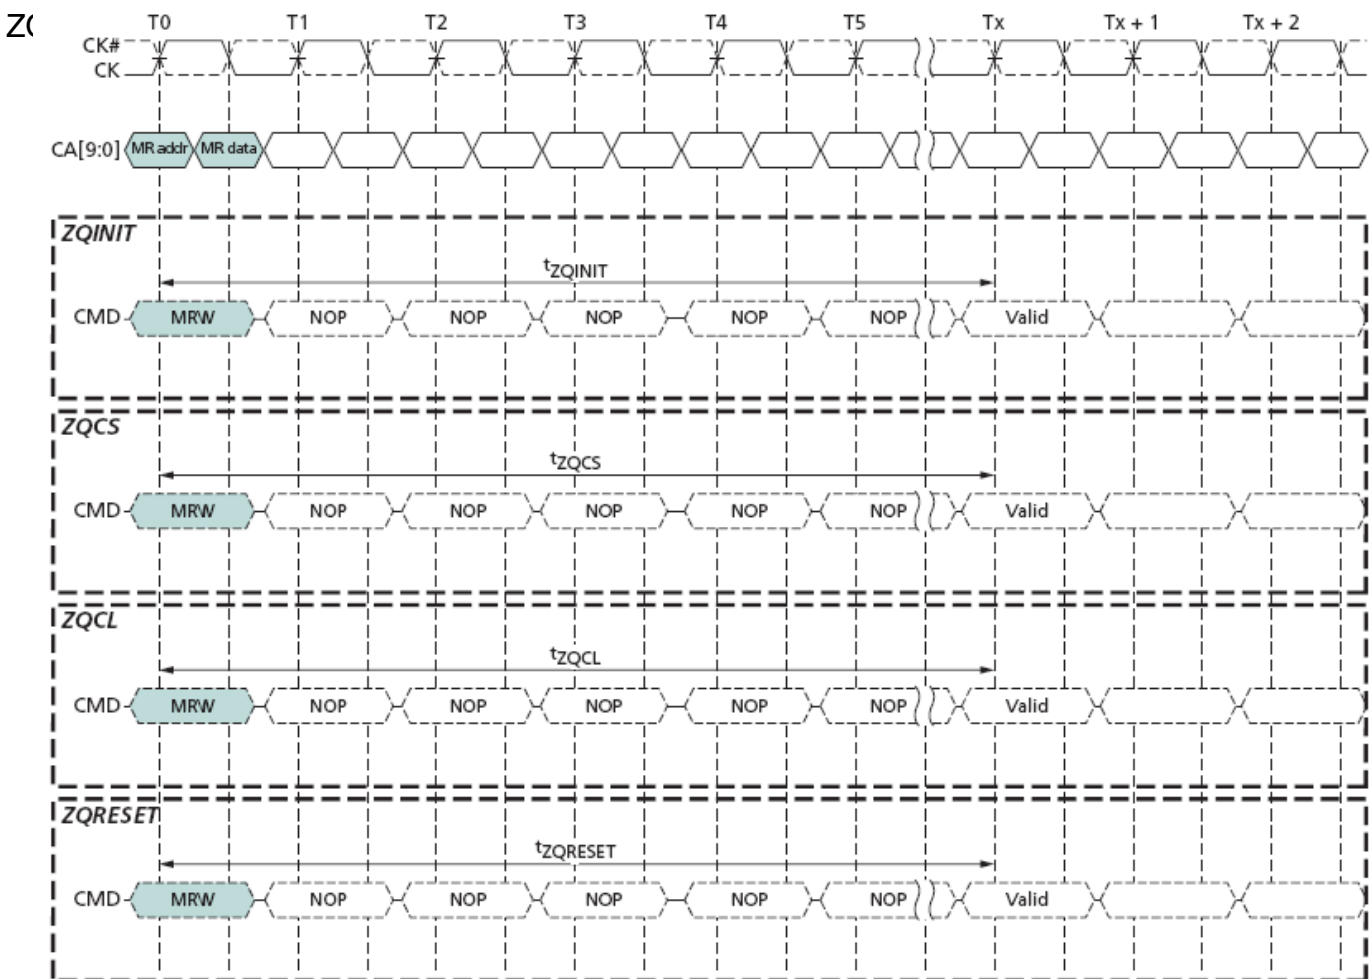 ZQ
T0 T1 T2 T3 T4 T5 Tx Tx + 1 Tx + 2
CK#
CK
CA[9:0] MR addr MR data
ZQINIT
tZQINIT
CMD MRW NOP NOP NOP NOP NOP Valid
ZQCS
tZQCS
CMD MRW NOP NOP NOP NOP NOP Valid
ZQCL
tZQCL
CMD MRW NOP NOP NOP NOP NOP Valid
ZQRESET
tZQRESET
CMD MRW NOP NOP NOP NOP NOP Valid